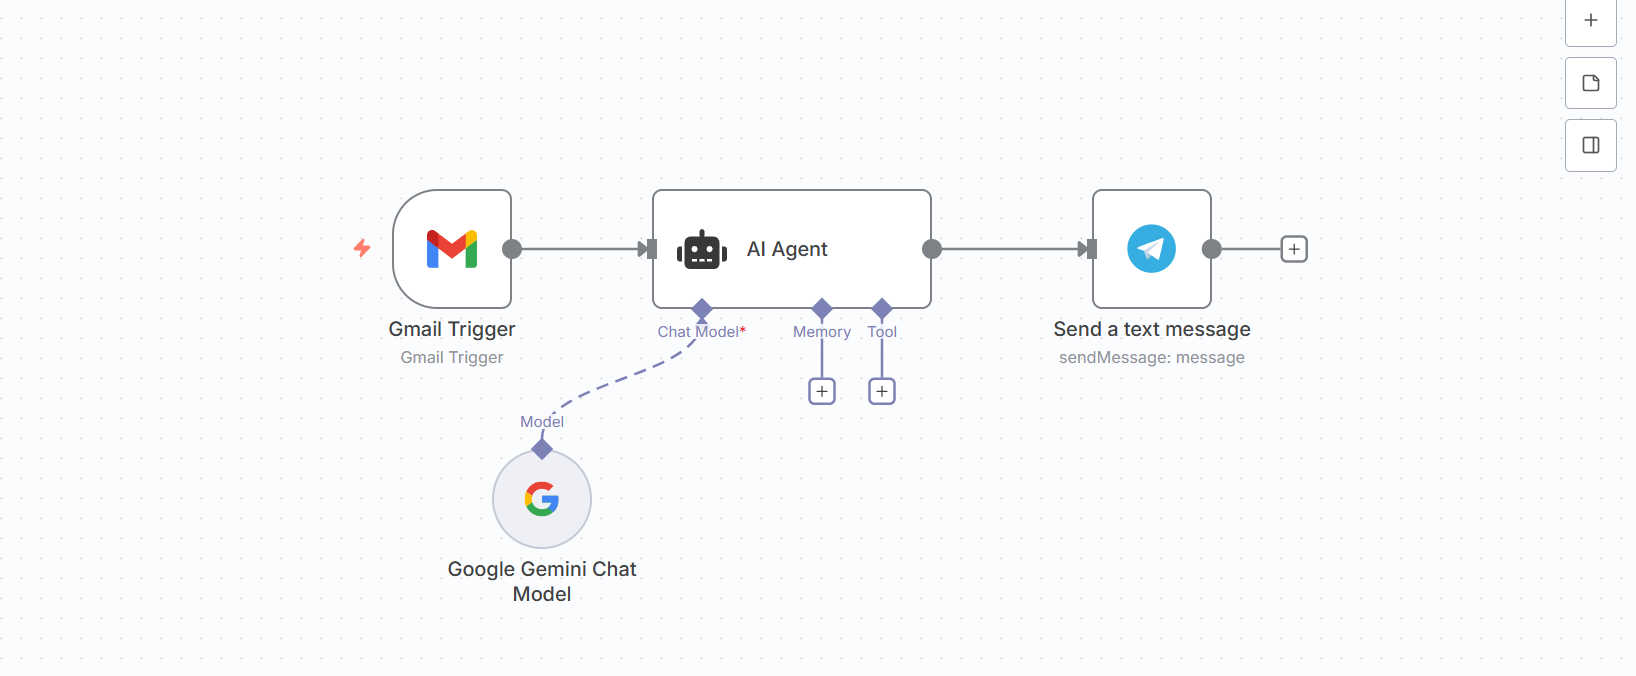 AI Agent
Gmail Trigger
Gmail Trigger
Chat Model*
Memory
Tool
Send a text message
sendMessage: message
Model
Google Gemini Chat
Model